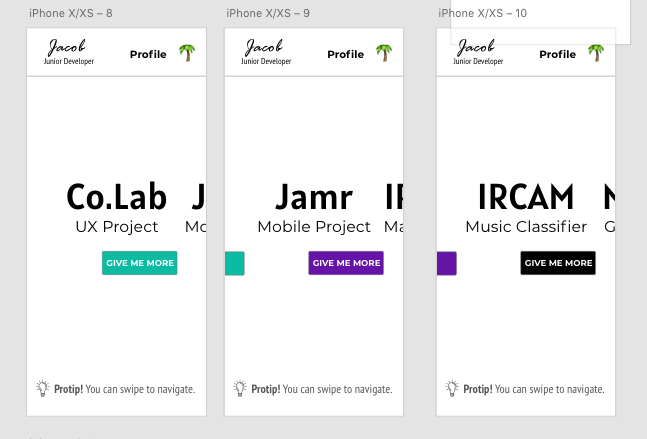 iPhone X/XS – 8
Jacob
Junior Developer
Profile
Co.Lab
J
UX Project
Mo
GIVE ME MORE
Protip! You can swipe to navigate.
iPhone X/XS – 9
Jacob
Junior Developer
Profile
Jamr
IR
Mobile Project
Ma
GIVE ME MORE
Protip! You can swipe to navigate.
iPhone X/XS – 10
Jacob
Junior Developer
Profile
IRCAM
N
Music Classifier
G
GIVE ME MORE
Protip! You can swipe to navigate.